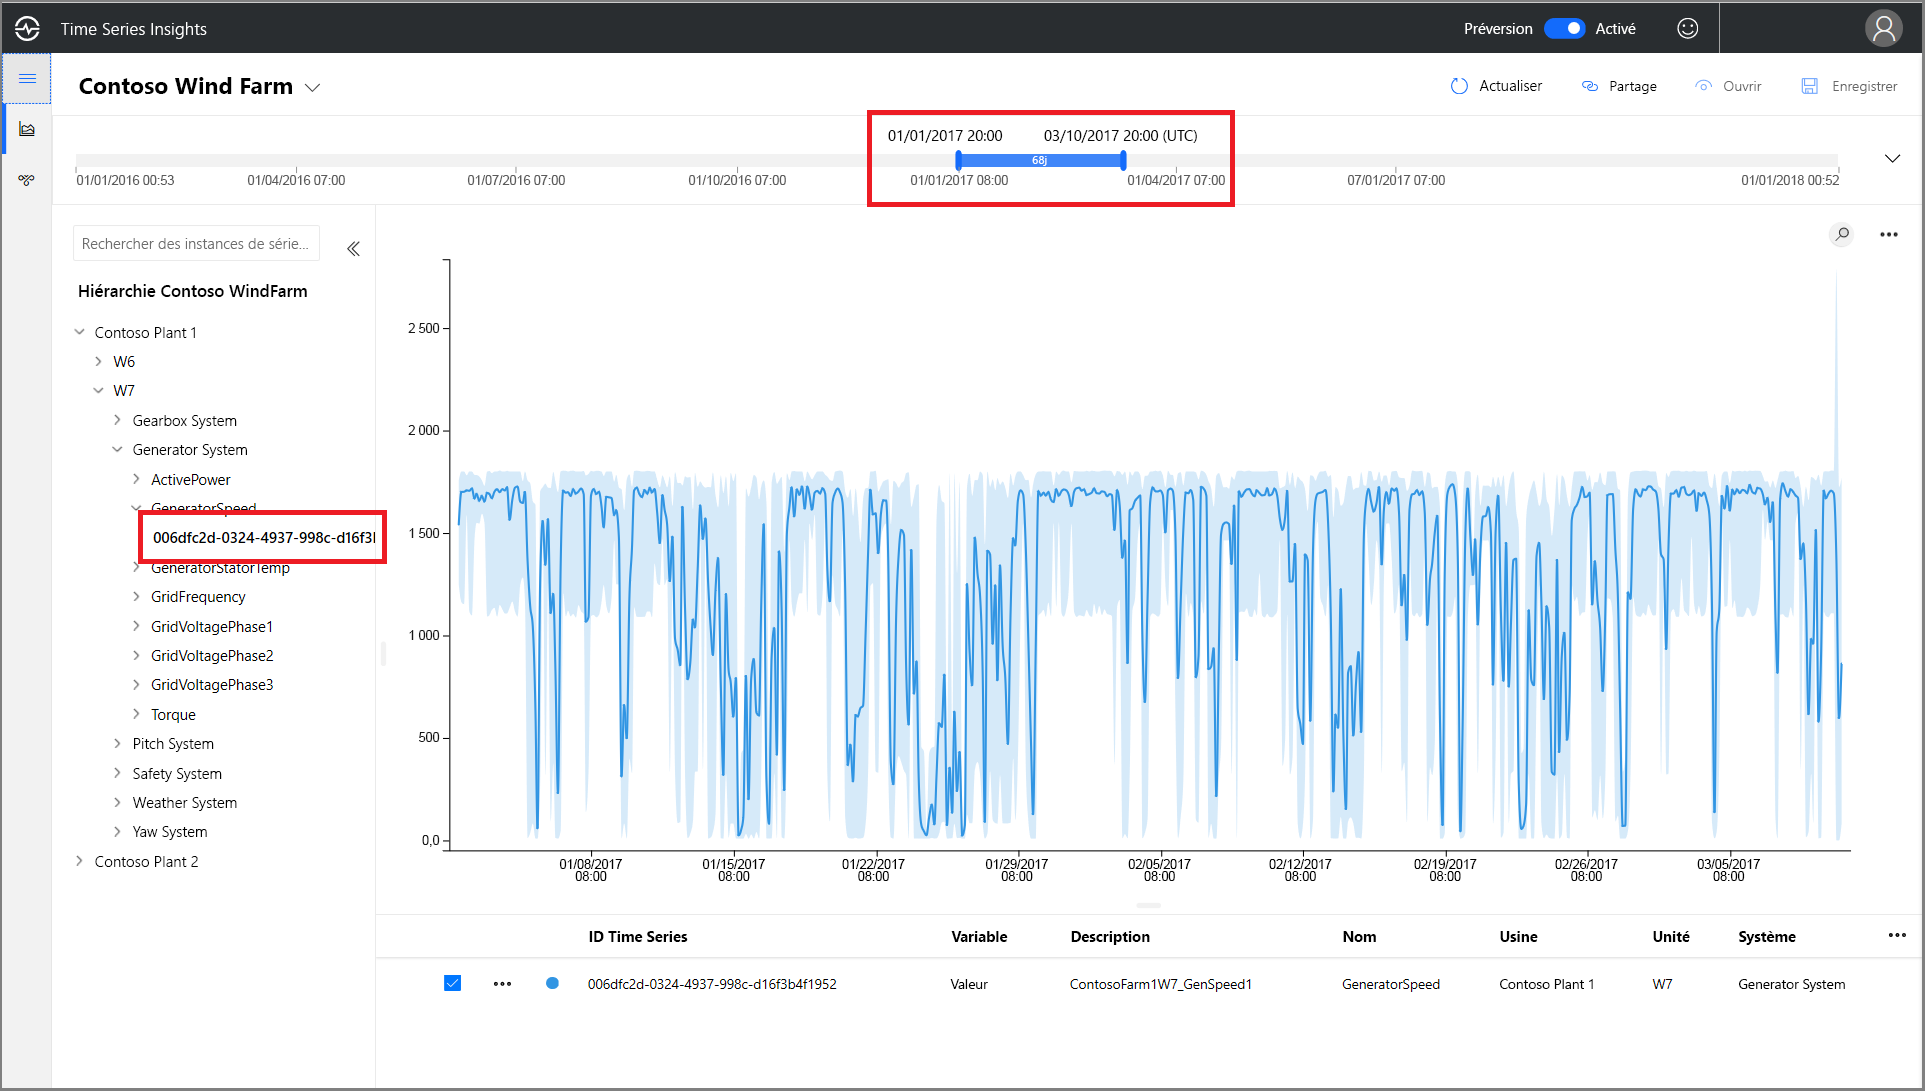 Time Series Insights
Préversion Activé
Contoso Wind Farm
Actualiser Partage Ouvrir Enregistrer
01/01/2017 20:00 03/10/2017 20:00 (UTC)
68j
01/01/2016 00:53 01/04/2016 07:00 01/07/2016 07:00 01/10/2016 07:00 01/01/2017 08:00 01/04/2017 07:00 07/01/2017 07:00 01/01/2018 00:52
Rechercher des instances de série...
Hiérarchie Contoso WindFarm
Contoso Plant 1
W6
W7
Gearbox System
Generator System
ActivePower
GeneratorSpeed
006dfc2d-0324-4937-998c-d16f3
GeneratorStatorTemp
GridFrequency
GridVoltagePhase1
GridVoltagePhase2
GridVoltagePhase3
Torque
Pitch System
Safety System
Weather System
Yaw System
Contoso Plant 2
2 500
2 000
1 500
1 000
500
0,0
01/08/2017 01/15/2017 01/22/2017 01/29/2017 02/05/2017 02/12/2017 02/19/2017 02/26/2017 03/05/2017
08:00 08:00 08:00 08:00 08:00 08:00 08:00 08:00 08:00
ID Time Series Variable Description Nom Usine Unité Système
006dfc2d-0324-4937-998c-d16f3b4f1952 Valeur ContosoFarm1W7_GenSpeed1 GeneratorSpeed Contoso Plant 1 W7 Generator System